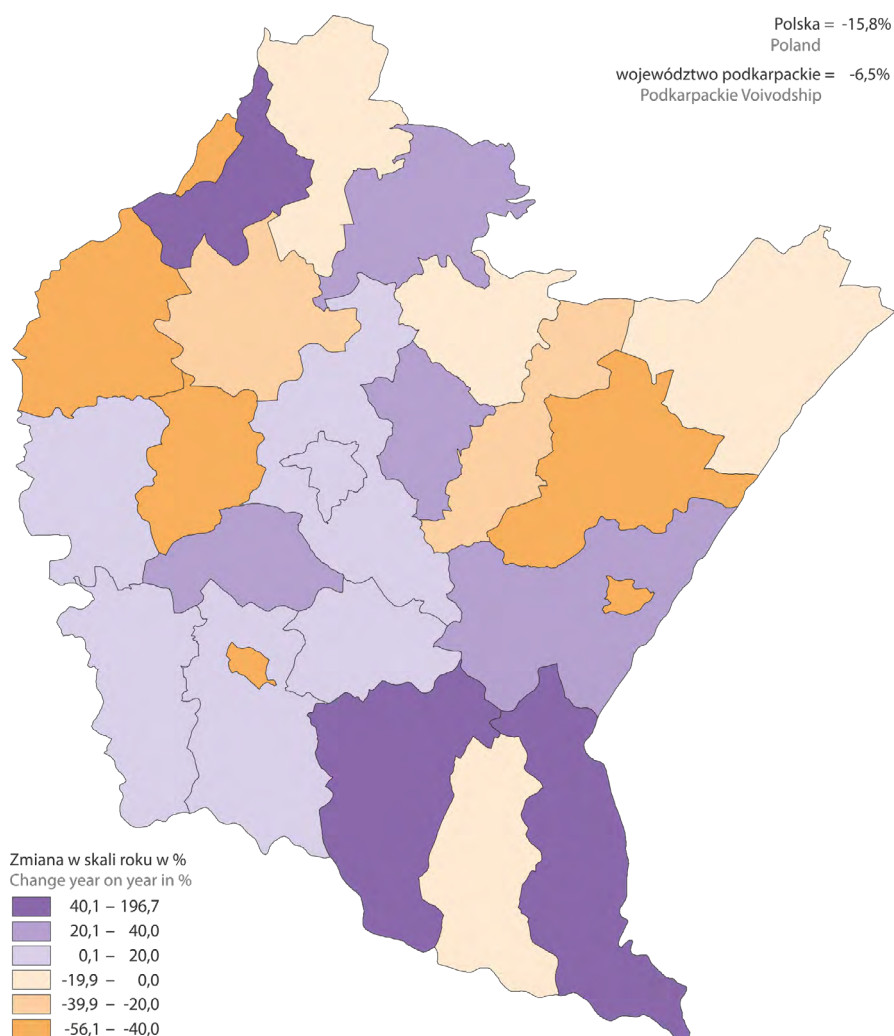 Polska = -15,8%
Poland
województwo podkarpackie = -6,5%
Podkarpackie Voivodship
Zmiana w skali roku w %
Change year on year in %
40,1 – 196,7
20,1 – 40,0
0,1 – 20,0
-19,9 – 0,0
-39,9 – -20,0
-56,1 – -40,0